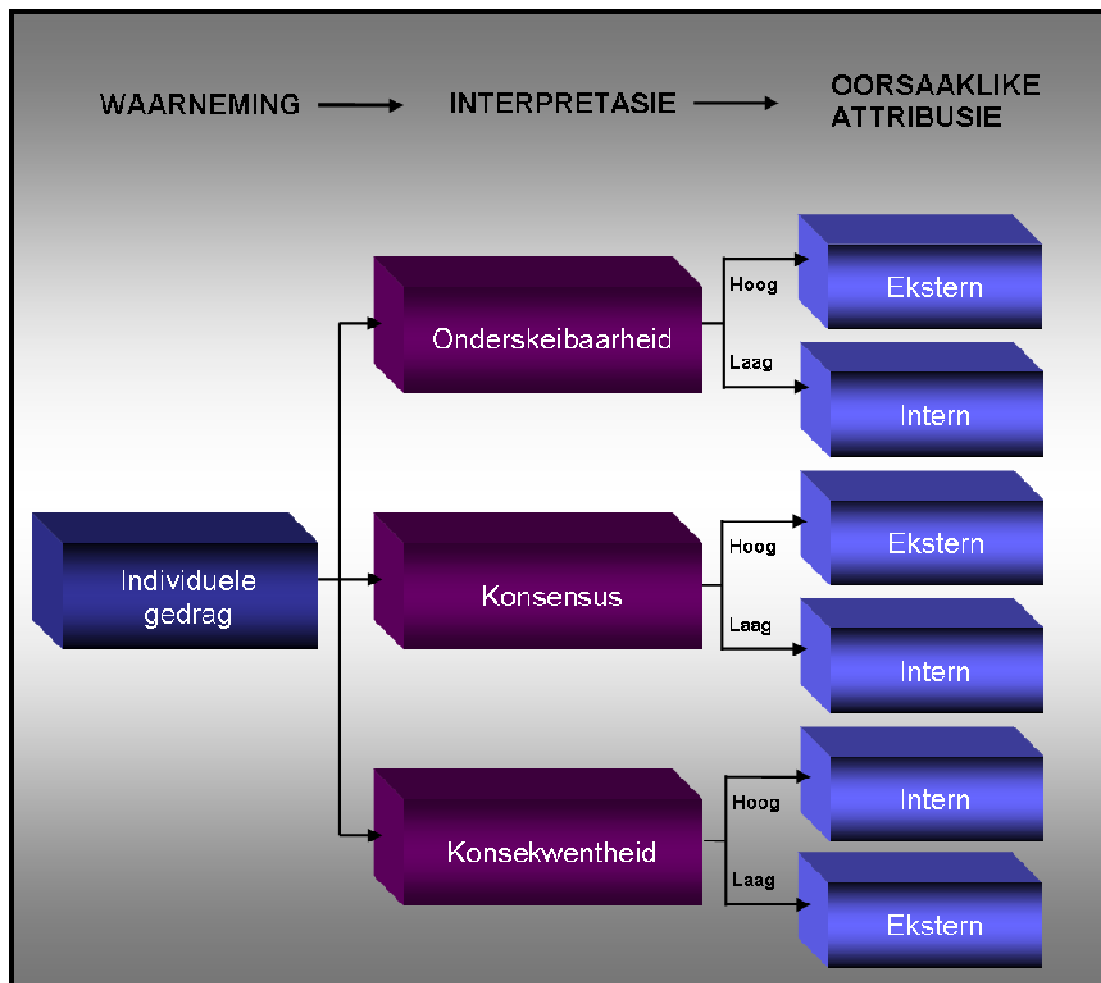 WAARNEMING
INTERPRETASIE
OORSAAKLIKE
ATTRIBUSIE
Hoog
Ekstern
Onderskeibaarheid
Laag
Intern
Individuele
gedrag
Hoog
Ekstern
Konsensus
Laag
Intern
Hoog
Intern
Konsekwentheid
Laag
Ekstern